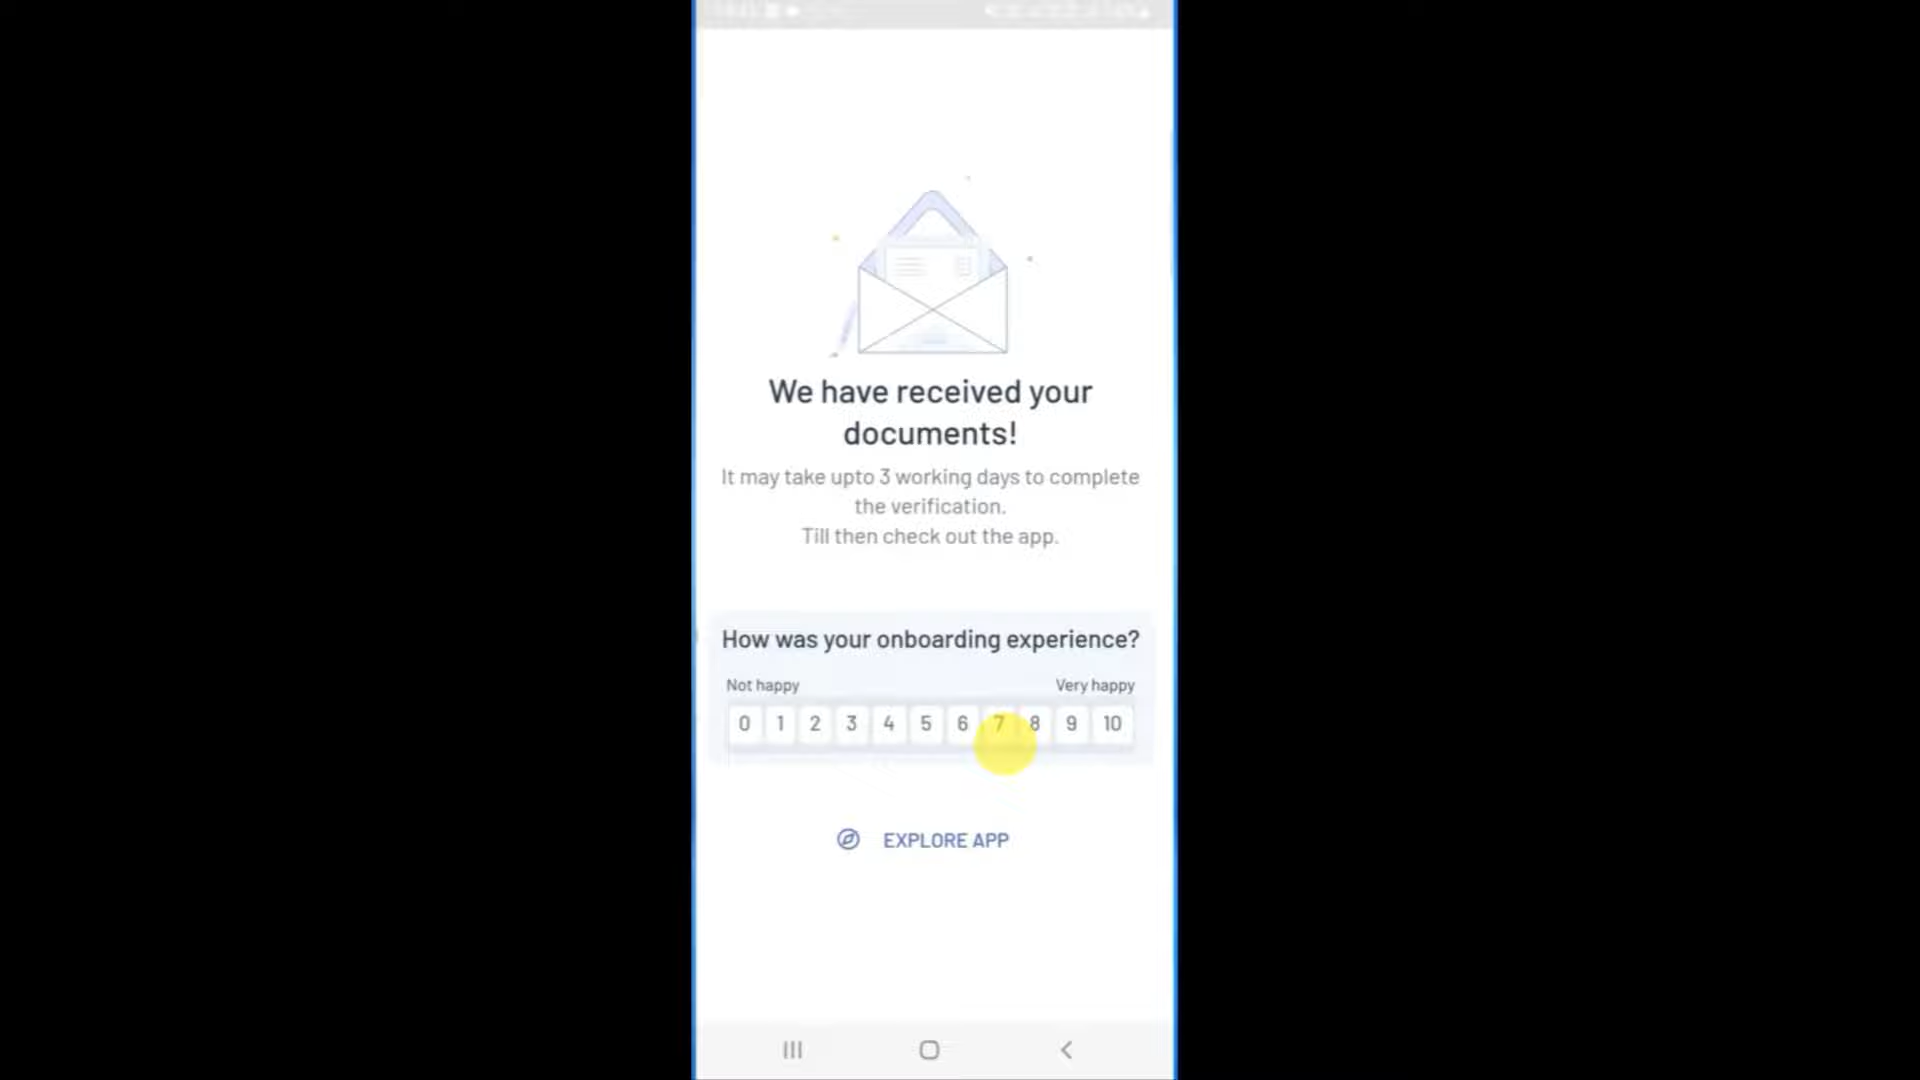 We have received your
documents!
It may take upto 3 working days to complete
the verification.
Till then check out the app.
How was your onboarding experience?
Not happy Very happy
0 1 2 3 4 5 6 7 8 9 10
EXPLORE APP